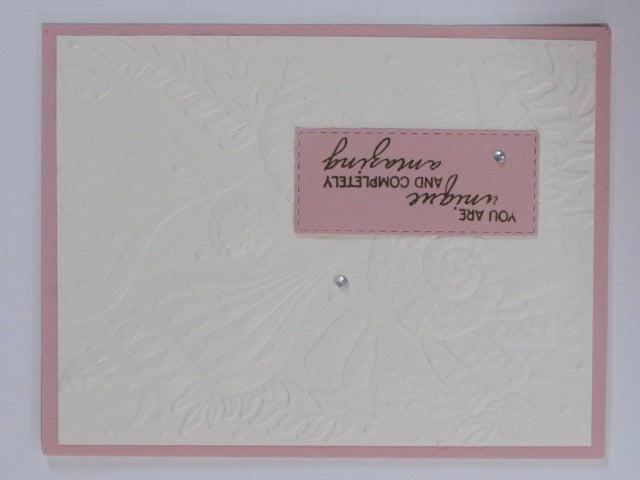 YOU ARE
unique
AND COMPLETELY
amazing